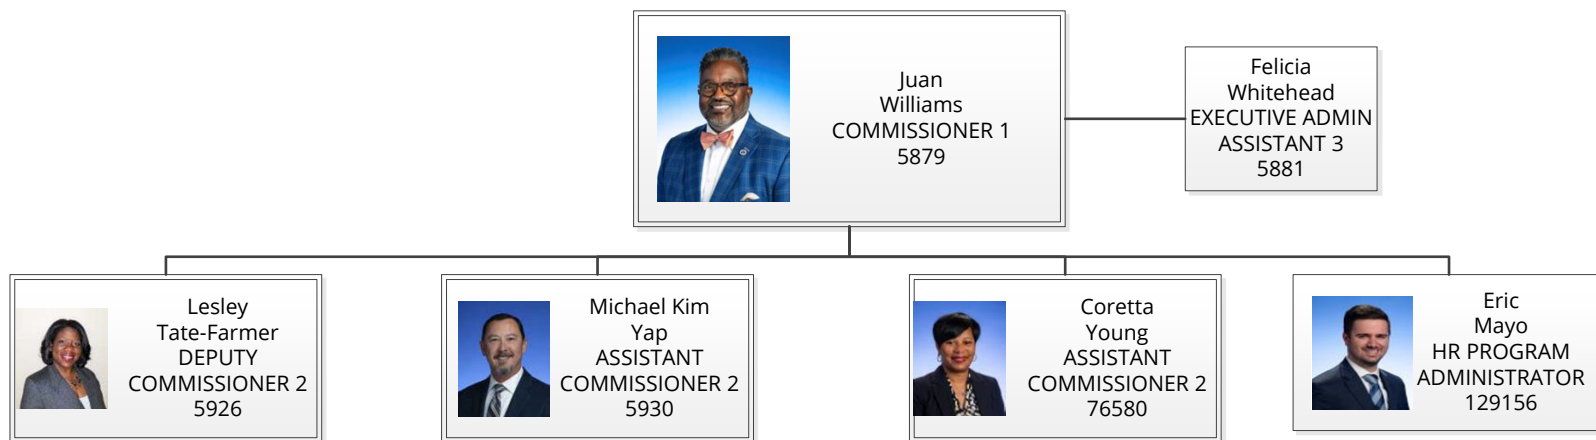 Juan
Williams
COMMISSIONER 1
5879
Felicia
Whitehead
EXECUTIVE ADMIN
ASSISTANT 3
5881
Lesley
Tate-Farmer
DEPUTY
COMMISSIONER 2
5926
Michael Kim
Yap
ASSISTANT
COMMISSIONER 2
5930
Coretta
Young
ASSISTANT
COMMISSIONER 2
76580
Eric
Mayo
HR PROGRAM
ADMINISTRATOR
129156